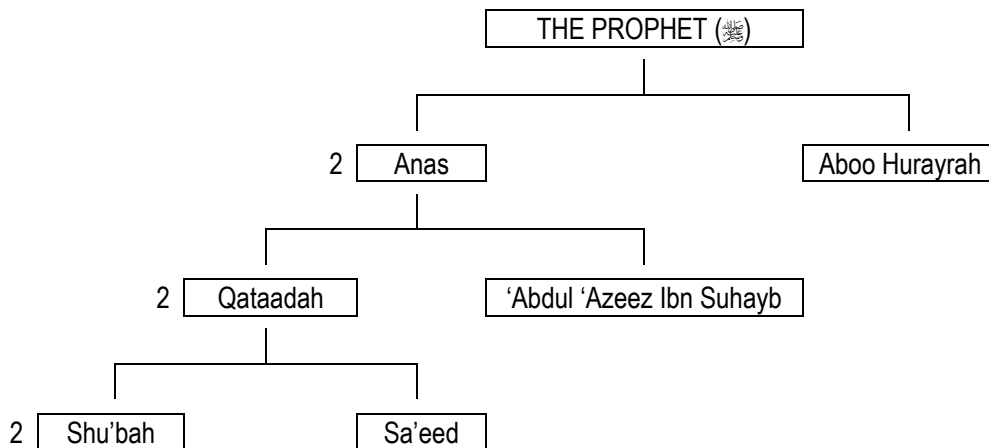 THE PROPHET (ﷺ)
2 Anas Aboo Hurayrah
2 Qataadah ‘Abdul ‘Azeez Ibn Suhayb
2 Shu’bah Sa’eed